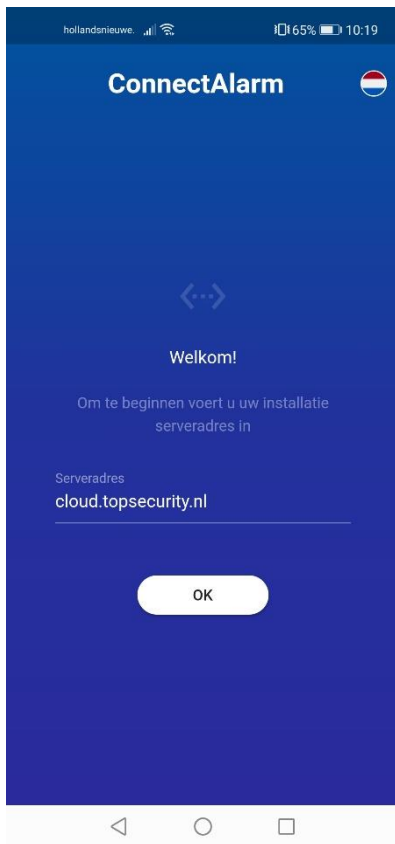 hollandsnieuwe. 65% 10:19
ConnectAlarm
Welkom!
Om te beginnen voert u uw installatie
serveradres in
Serveradres
cloud.topsecurity.nl
OK